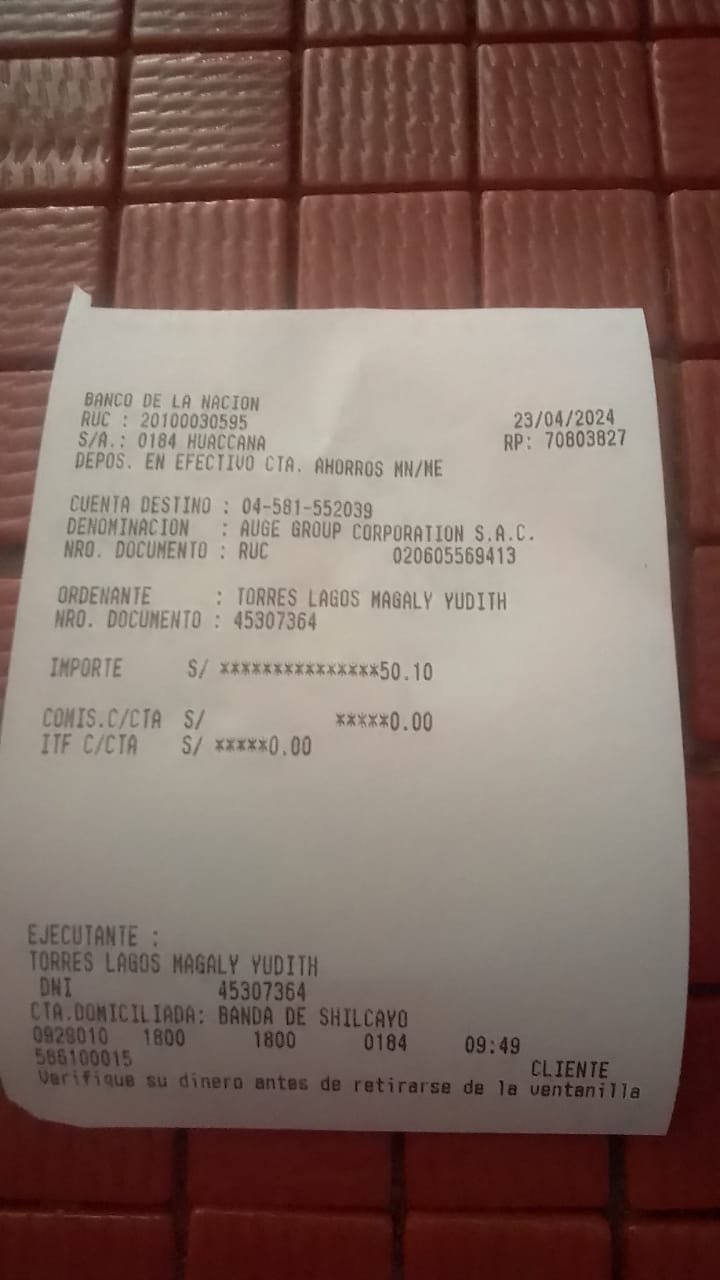 BANCO DE LA NACION
RUC : 20100030595 23/04/2024
S/A.: 0184 HUACCANA RP: 70803827
DEPOS. EN EFECTIVO CTA. AHORROS MN/ME
CUENTA DESTINO : 04-581-552039
DENOMINACION : AUGE GROUP CORPORATION S.A.C.
NRO. DOCUMENTO : RUC 020605569413
ORDENANTE : TORRES LAGOS MAGALY YUDITH
NRO. DOCUMENTO : 45307364
IMPORTE S/ ***************50.10
COMIS.C/CTA S/ *****0.00
ITF C/CTA S/ *****0.00
EJECUTANTE :
TORRES LAGOS MAGALY YUDITH
DNI 45307364
CTA.DOMICILIADA: BANDA DE SHILCAYO
0928010 1800 1800 0184 09:49
586100015 CLIENTE
Verifique su dinero antes de retirarse de la ventanilla